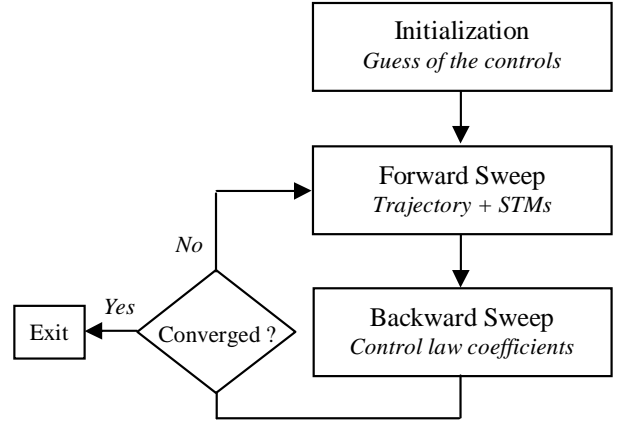 Initialization
Guess of the controls
Forward Sweep
Trajectory + STMs
No
Yes
Exit
Converged ?
Backward Sweep
Control law coefficients